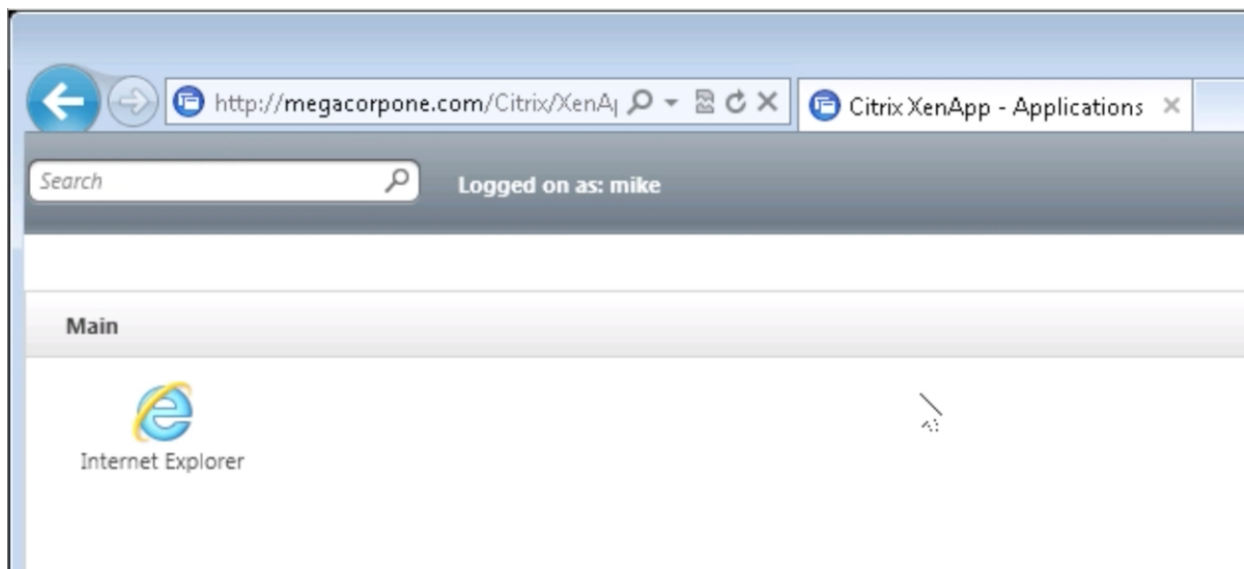 http://megacorpone.com/Citrix/XenA
Citrix XenApp - Applications
Search
Logged on as: mike
Main
Internet Explorer